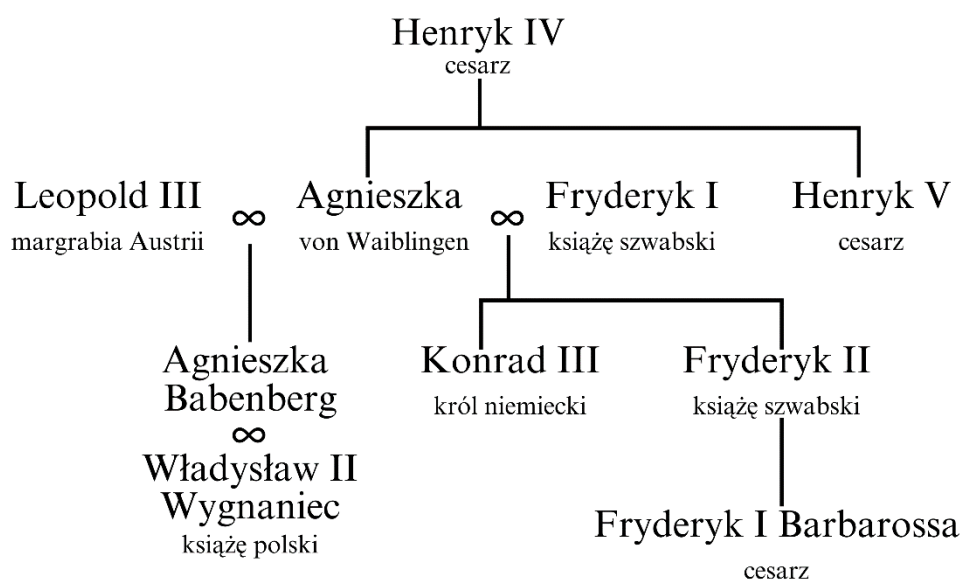 Henryk IV
cesarz
Leopold III
margrabia Austrii
∞
Agnieszka
von Waiblingen
∞
Fryderyk I
książę szwabski
Henryk V
cesarz
Agnieszka
Babenberg
∞
Władysław II
Wygnaniec
książę polski
Konrad III
król niemiecki
Fryderyk II
książę szwabski
Fryderyk I Barbarossa
cesarz